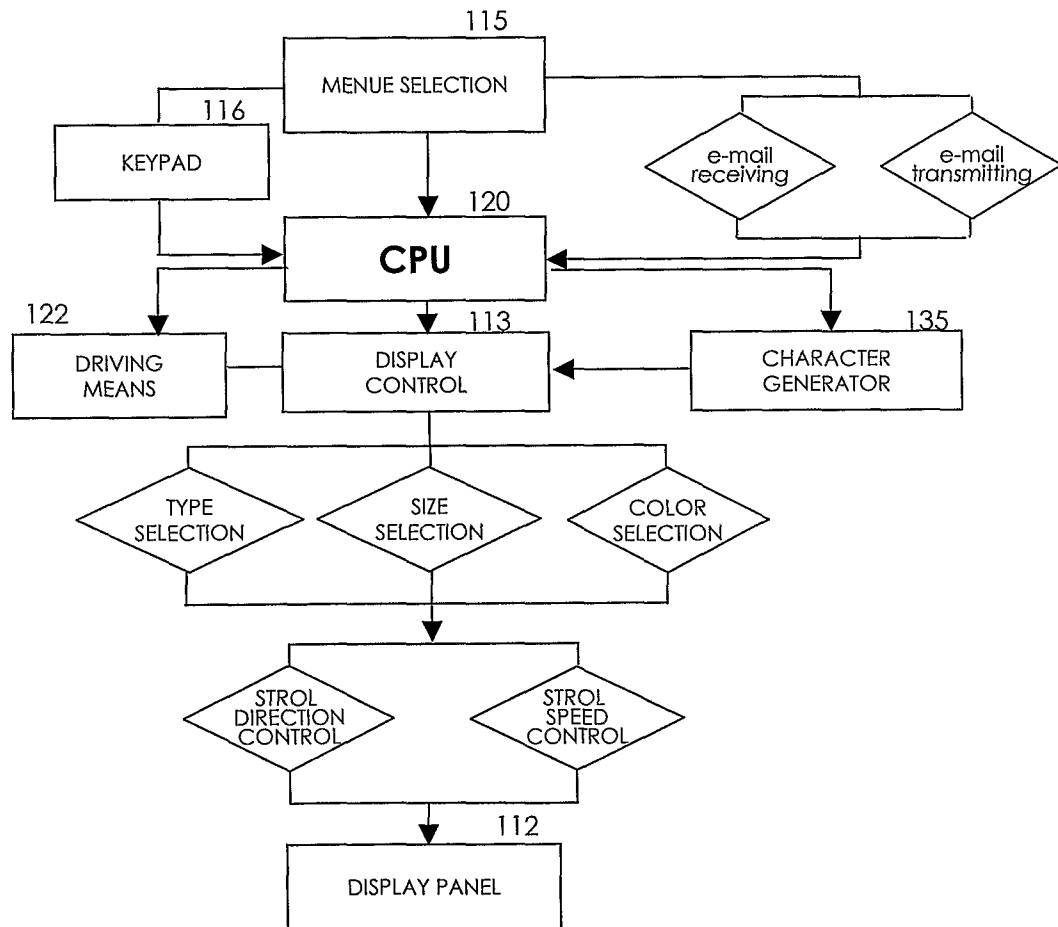 115
MENUE SELECTION
116
KEYPAD
e-mail
receiving
e-mail
transmitting
120
CPU
122
DRIVING
MEANS
113
DISPLAY
CONTROL
135
CHARACTER
GENERATOR
TYPE
SELECTION
SIZE
SELECTION
COLOR
SELECTION
STROL
DIRECTION
CONTROL
STROL
SPEED
CONTROL
112
DISPLAY PANEL